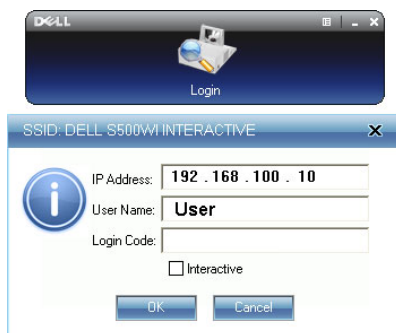 DELL
Login
SSID: DELL S500WI INTERACTIVE
IP Address: 192 . 168 . 100 . 10
User Name: User
Login Code:
Interactive
OK Cancel